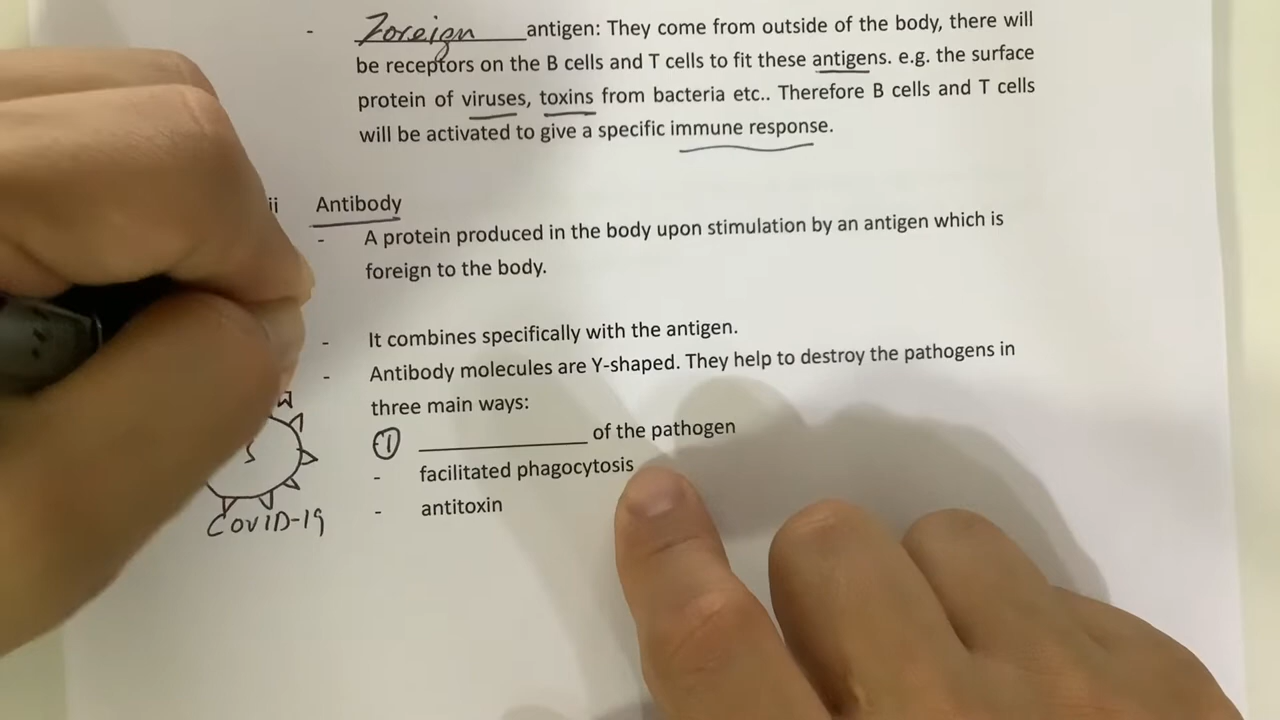 - Foreign antigen: They come from outside of the body, there will
be receptors on the B cells and T cells to fit these antigens. e.g. the surface
protein of viruses, toxins from bacteria etc.. Therefore B cells and T cells
will be activated to give a specific immune response.
ii Antibody
- A protein produced in the body upon stimulation by an antigen which is
foreign to the body.
- It combines specifically with the antigen.
- Antibody molecules are Y-shaped. They help to destroy the pathogens in
three main ways:
① __________ of the pathogen
- facilitated phagocytosis
- antitoxin
COVID-19